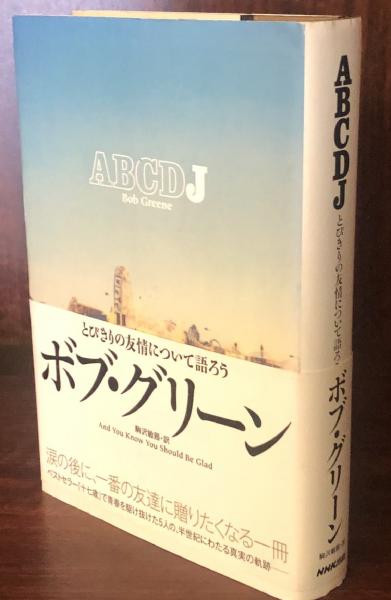 ABCDJ
Bob Greene
とびきりの友情について語ろう
ボブ・グリーン
駒沢敏器・訳
And You Know You Should Be Glad
涙の後に、一番の友達に贈りたくなる一冊
ベストセラー『十七歳』で青春を駆け抜けた5人の、半世紀にわたる真実の軌跡――
ABCDJ
とびきりの友情について語ろう
ボブ・グリーン
駒沢敏器・訳
NHK出版